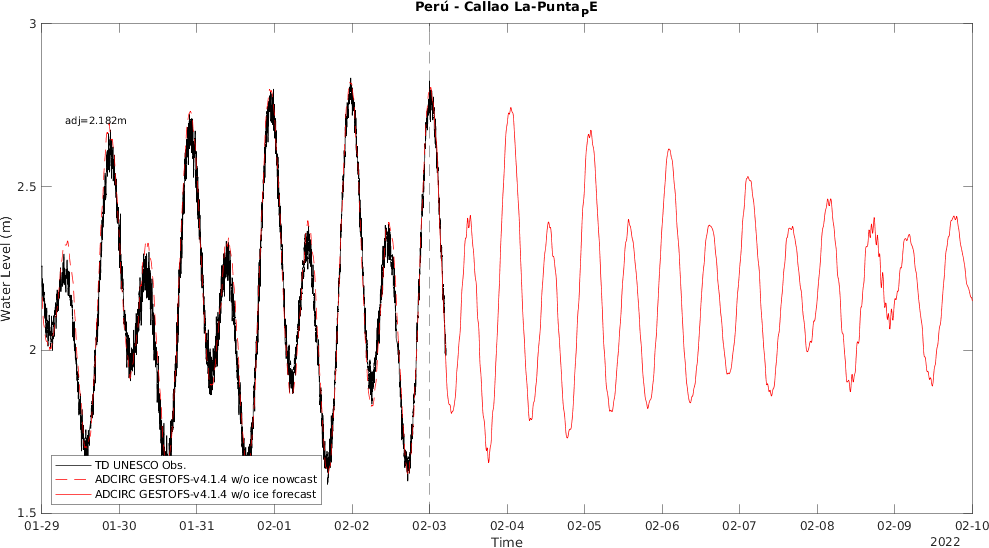 Perú - Callao La-PuntaPE
3
adj=2.182m
2.5
Water Level (m)
2
TD UNESCO Obs.
ADCIRC GESTOFS-v4.1.4 w/o ice nowcast
ADCIRC GESTOFS-v4.1.4 w/o ice forecast
1.5
01-29 01-30 01-31 02-01 02-02 02-03 02-04 02-05 02-06 02-07 02-08 02-09 02-10
Time
2022